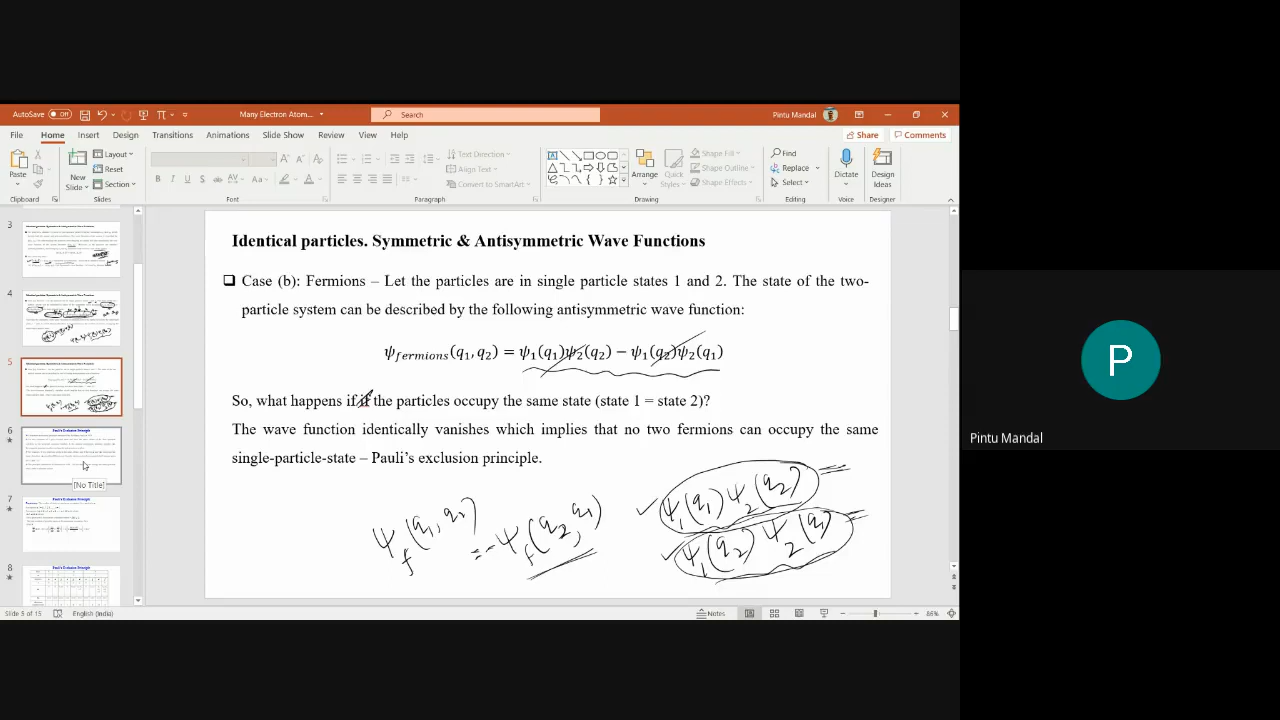 AutoSave Off Many Electron Atom... Search Pintu Mandal
File Home Insert Design Transitions Animations Slide Show Review View Help Share Comments
Paste New Slide Layout Reset Section Text Direction Align Text Convert to SmartArt Arrange Quick Styles Shape Fill Shape Outline Shape Effects Find Replace Select Dictate Design Ideas
Clipboard Slides Font Paragraph Drawing Editing Voice Designer
3
4
5
6
7
8
Pauli's Exclusion Principle
[No Title]
Identical particles. Symmetric & Antisymmetric Wave Functions
Case (b): Fermions – Let the particles are in single particle states 1 and 2. The state of the two-
particle system can be described by the following antisymmetric wave function:
ψ_fermions(q₁, q₂) = ψ₁(q₁)ψ₂(q₂) − ψ₁(q₂)ψ₂(q₁)
So, what happens if if the particles occupy the same state (state 1 = state 2)?
The wave function identically vanishes which implies that no two fermions can occupy the same
single-particle-state – Pauli's exclusion principle.
ψ_f(q₁, q₂) = -ψ_f(q₂, q₁)
ψ₁(q₁) ψ₂(q₂)
ψ₁(q₂) ψ₂(q₁)
Slide 5 of 15 English (India) Notes 88%
P
Pintu Mandal